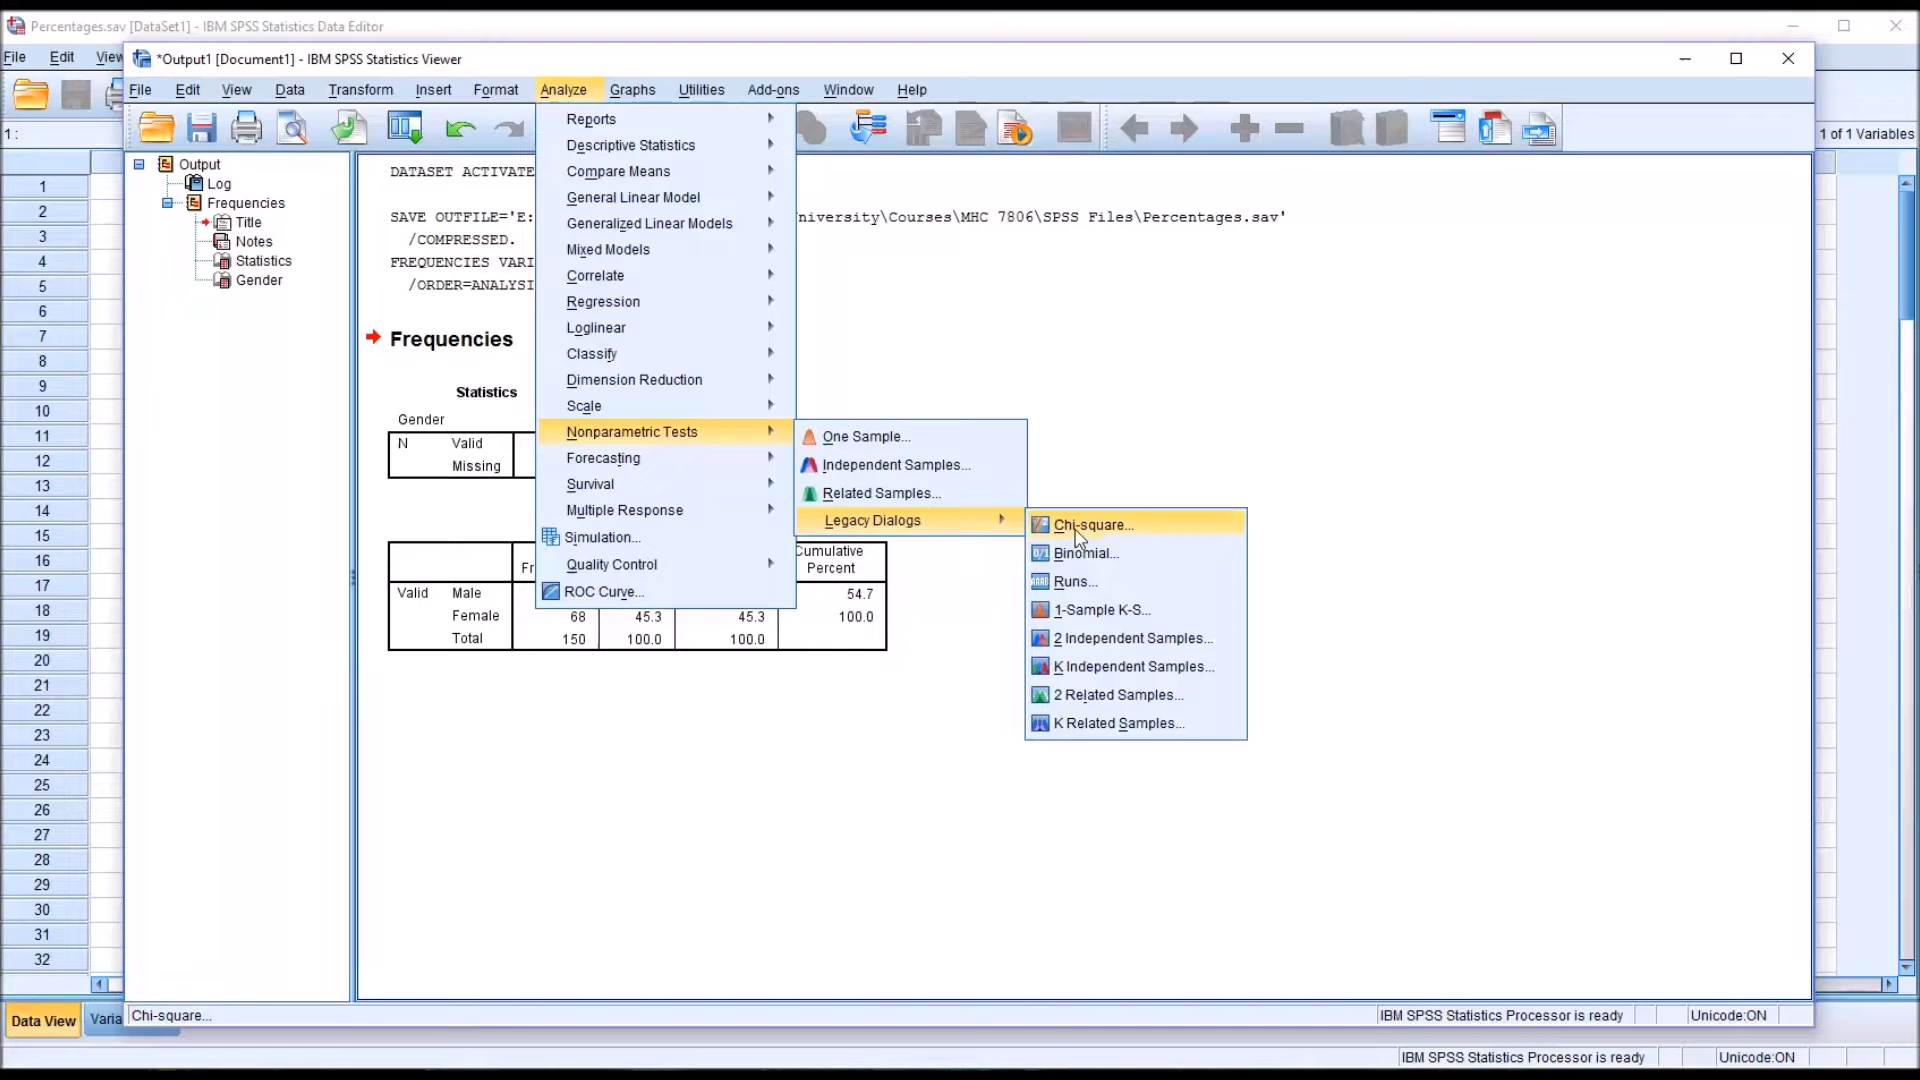 Percentages.sav [DataSet1] - IBM SPSS Statistics Data Editor
File Edit View
*Output1 [Document1] - IBM SPSS Statistics Viewer
File Edit View Data Transform Insert Format Analyze Graphs Utilities Add-ons Window Help
1 :
1 of 1 Variables
Output
Log
Frequencies
Title
Notes
Statistics
Gender
DATASET ACTIVATE
SAVE OUTFILE='E:
niversity\Courses\MHC 7806\SPSS Files\Percentages.sav'
/COMPRESSED.
FREQUENCIES VARI
/ORDER=ANALYSI
Frequencies
Statistics
Gender
N Valid
Missing
Fr
Cumulative
Percent
Valid Male 54.7
Female 68 45.3 45.3 100.0
Total 150 100.0 100.0
Reports
Descriptive Statistics
Compare Means
General Linear Model
Generalized Linear Models
Mixed Models
Correlate
Regression
Loglinear
Classify
Dimension Reduction
Scale
Nonparametric Tests
Forecasting
Survival
Multiple Response
Simulation...
Quality Control
ROC Curve...
One Sample...
Independent Samples...
Related Samples...
Legacy Dialogs
Chi-square...
Binomial...
Runs...
1-Sample K-S...
2 Independent Samples...
K Independent Samples...
2 Related Samples...
K Related Samples...
1
2
3
4
5
6
7
8
9
10
11
12
13
14
15
16
17
18
19
20
21
22
23
24
25
26
27
28
29
30
31
32
Data View Varia
Chi-square...
IBM SPSS Statistics Processor is ready Unicode:ON
IBM SPSS Statistics Processor is ready Unicode:ON